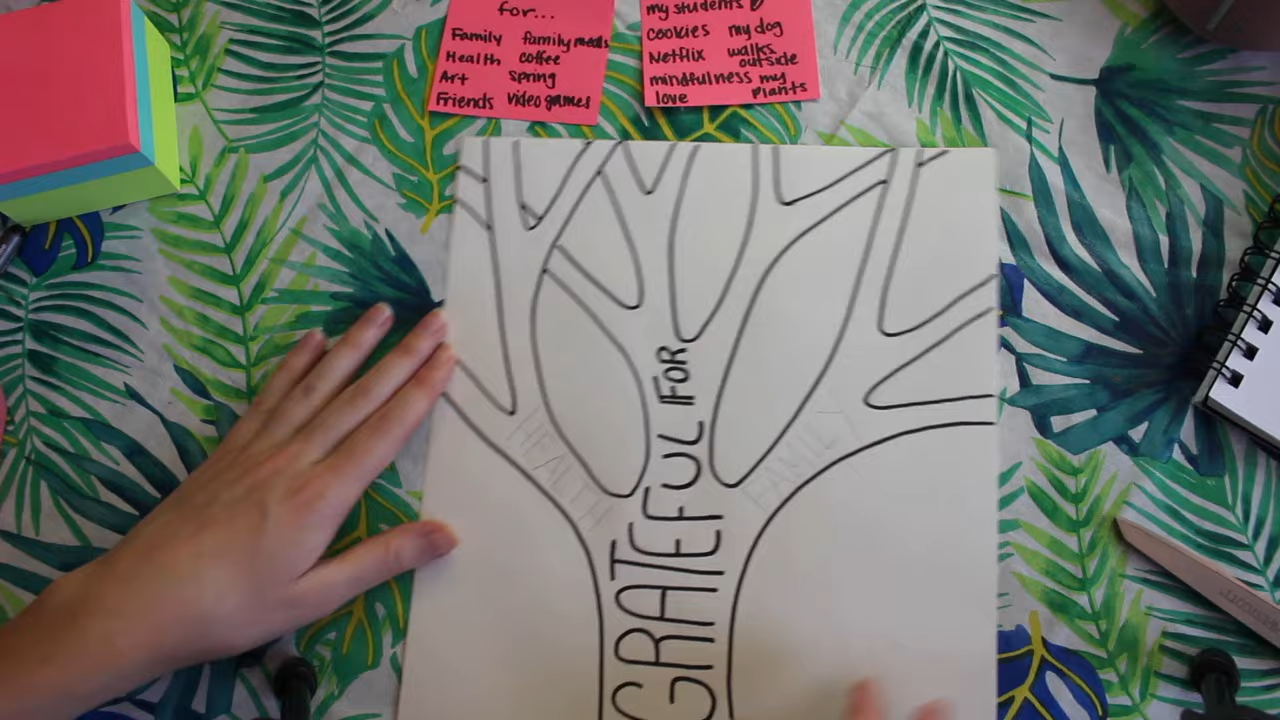 for...
Family family meals
Health coffee
Art spring
Friends video games
my students
cookies my dog
Netflix walks outside
mindfulness my plants
love
GRATEFUL FOR
HEALTH
FAMILY